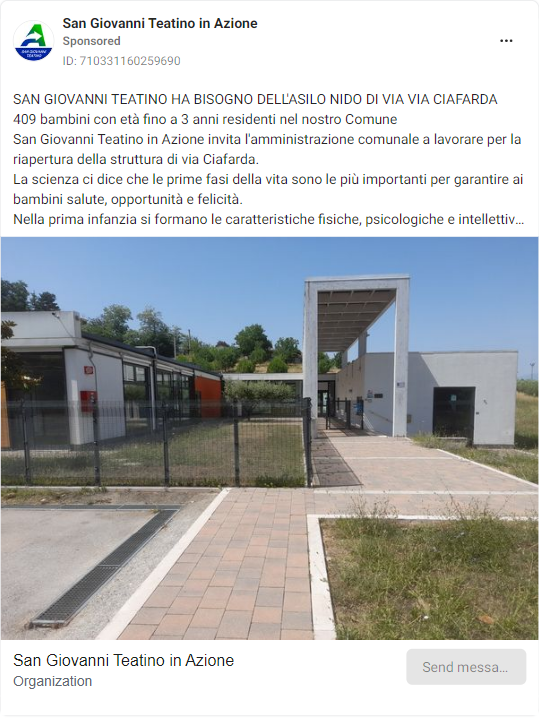 San Giovanni Teatino in Azione
Sponsored
ID: 710331160259690
SAN GIOVANNI TEATINO
SAN GIOVANNI TEATINO HA BISOGNO DELL'ASILO NIDO DI VIA VIA CIAFARDA
409 bambini con età fino a 3 anni residenti nel nostro Comune
San Giovanni Teatino in Azione invita l'amministrazione comunale a lavorare per la
riapertura della struttura di via Ciafarda.
La scienza ci dice che le prime fasi della vita sono le più importanti per garantire ai
bambini salute, opportunità e felicità.
Nella prima infanzia si formano le caratteristiche fisiche, psicologiche e intellettiv...
San Giovanni Teatino in Azione
Organization
Send messa...